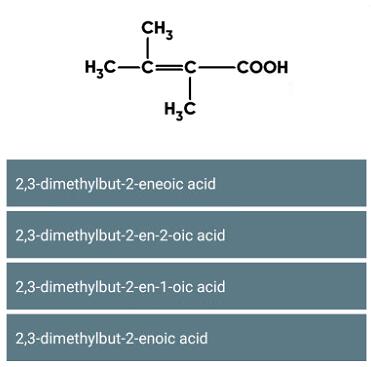 CH₃
H₃C—C=C—COOH
H₃C
2,3-dimethylbut-2-eneoic acid
2,3-dimethylbut-2-en-2-oic acid
2,3-dimethylbut-2-en-1-oic acid
2,3-dimethylbut-2-enoic acid